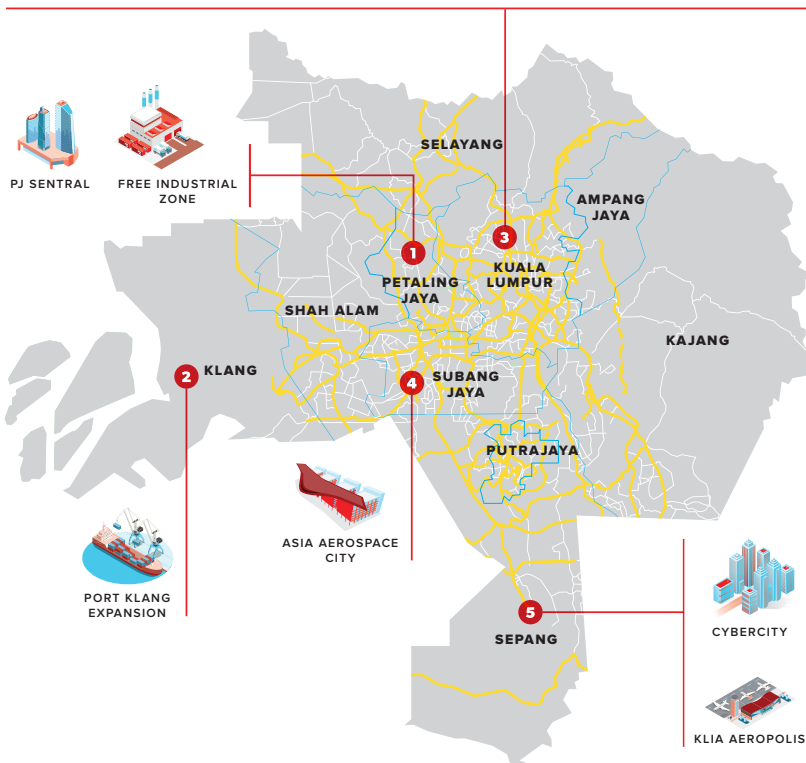 SELAYANG
PJ SENTRAL
FREE INDUSTRIAL
ZONE
AMPANG
JAYA
3
1
KUALA
LUMPUR
PETALING
JAYA
SHAH ALAM
KAJANG
2
KLANG
4
SUBANG
JAYA
PUTRAJAYA
ASIA AEROSPACE
CITY
PORT KLANG
EXPANSION
5
SEPANG
CYBERCITY
KLIA AEROPOLIS